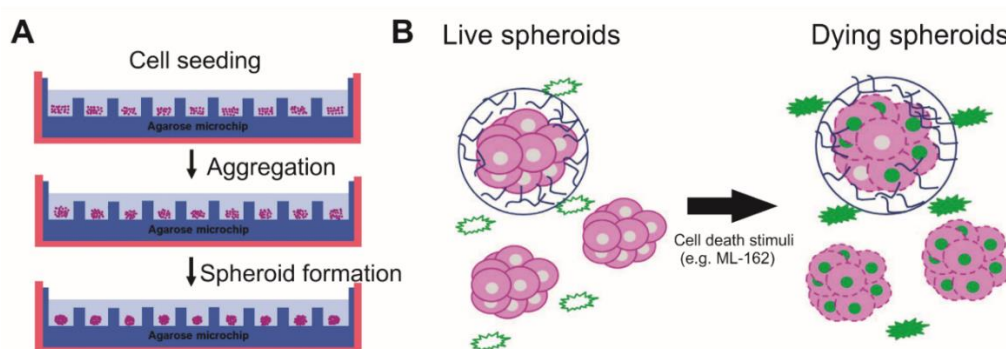 A
Cell seeding
Agarose microchip
Aggregation
Agarose microchip
Spheroid formation
Agarose microchip
B
Live spheroids
Dying spheroids
Cell death stimuli
(e.g. ML-162)